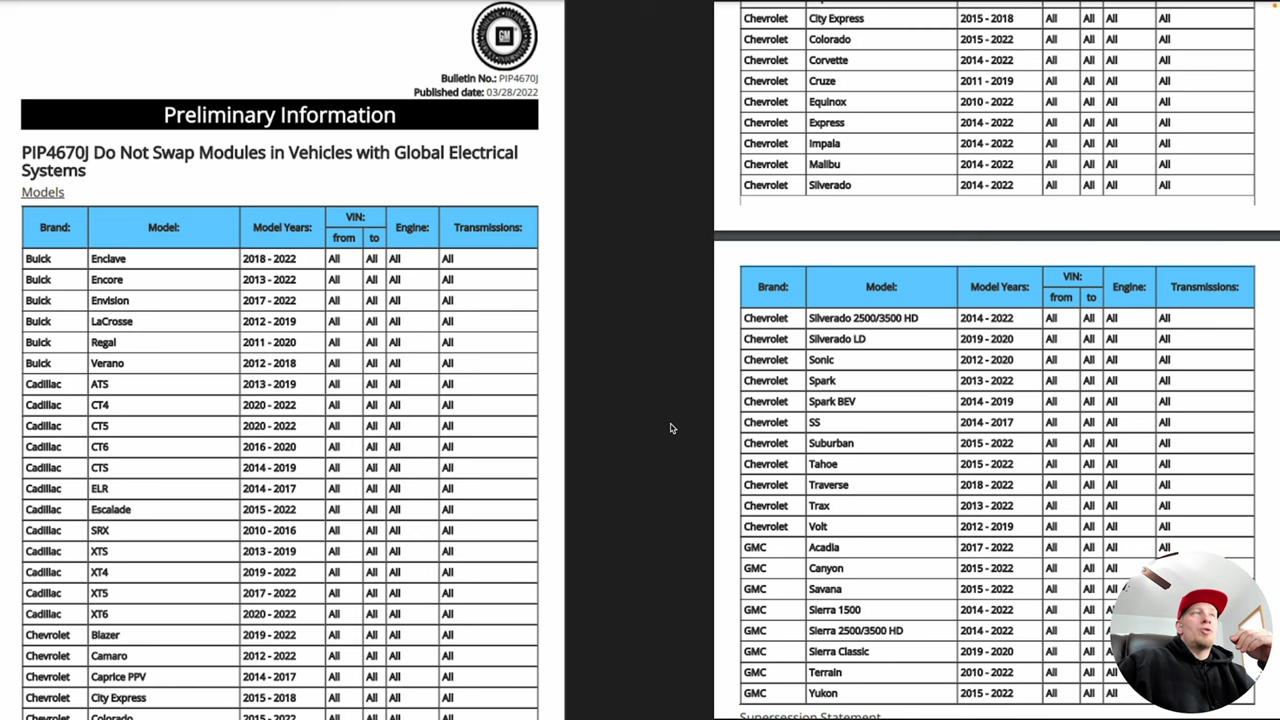 GM
Bulletin No.: PIP4670J
Published date: 03/28/2022
Preliminary Information
PIP4670J Do Not Swap Modules in Vehicles with Global Electrical
Systems
Models
Brand: Model: Model Years: VIN: Engine: Transmissions:
from to
Buick Enclave 2018 - 2022 All All All All
Buick Encore 2013 - 2022 All All All All
Buick Envision 2017 - 2022 All All All All
Buick LaCrosse 2012 - 2019 All All All All
Buick Regal 2011 - 2020 All All All All
Buick Verano 2012 - 2018 All All All All
Cadillac ATS 2013 - 2019 All All All All
Cadillac CT4 2020 - 2022 All All All All
Cadillac CT5 2020 - 2022 All All All All
Cadillac CT6 2016 - 2020 All All All All
Cadillac CTS 2014 - 2019 All All All All
Cadillac ELR 2014 - 2017 All All All All
Cadillac Escalade 2015 - 2022 All All All All
Cadillac SRX 2010 - 2016 All All All All
Cadillac XTS 2013 - 2019 All All All All
Cadillac XT4 2019 - 2022 All All All All
Cadillac XT5 2017 - 2022 All All All All
Cadillac XT6 2020 - 2022 All All All All
Chevrolet Blazer 2019 - 2022 All All All All
Chevrolet Camaro 2012 - 2022 All All All All
Chevrolet Caprice PPV 2014 - 2017 All All All All
Chevrolet City Express 2015 - 2018 All All All All
Chevrolet Colorado 2015 - 2022 All All All All
Chevrolet City Express 2015 - 2018 All All All All
Chevrolet Colorado 2015 - 2022 All All All All
Chevrolet Corvette 2014 - 2022 All All All All
Chevrolet Cruze 2011 - 2019 All All All All
Chevrolet Equinox 2010 - 2022 All All All All
Chevrolet Express 2014 - 2022 All All All All
Chevrolet Impala 2014 - 2022 All All All All
Chevrolet Malibu 2014 - 2022 All All All All
Chevrolet Silverado 2014 - 2022 All All All All
Brand: Model: Model Years: VIN: Engine: Transmissions:
from to
Chevrolet Silverado 2500/3500 HD 2014 - 2022 All All All All
Chevrolet Silverado LD 2019 - 2020 All All All All
Chevrolet Sonic 2012 - 2020 All All All All
Chevrolet Spark 2013 - 2022 All All All All
Chevrolet Spark BEV 2014 - 2019 All All All All
Chevrolet SS 2014 - 2017 All All All All
Chevrolet Suburban 2015 - 2022 All All All All
Chevrolet Tahoe 2015 - 2022 All All All All
Chevrolet Traverse 2018 - 2022 All All All All
Chevrolet Trax 2013 - 2022 All All All All
Chevrolet Volt 2012 - 2019 All All All All
GMC Acadia 2017 - 2022 All All All All
GMC Canyon 2015 - 2022 All All All
GMC Savana 2015 - 2022 All All All
GMC Sierra 1500 2014 - 2022 All All All
GMC Sierra 2500/3500 HD 2014 - 2022 All All All
GMC Sierra Classic 2019 - 2020 All All All
GMC Terrain 2010 - 2022 All All All
GMC Yukon 2015 - 2022 All All All
Supersession Statement